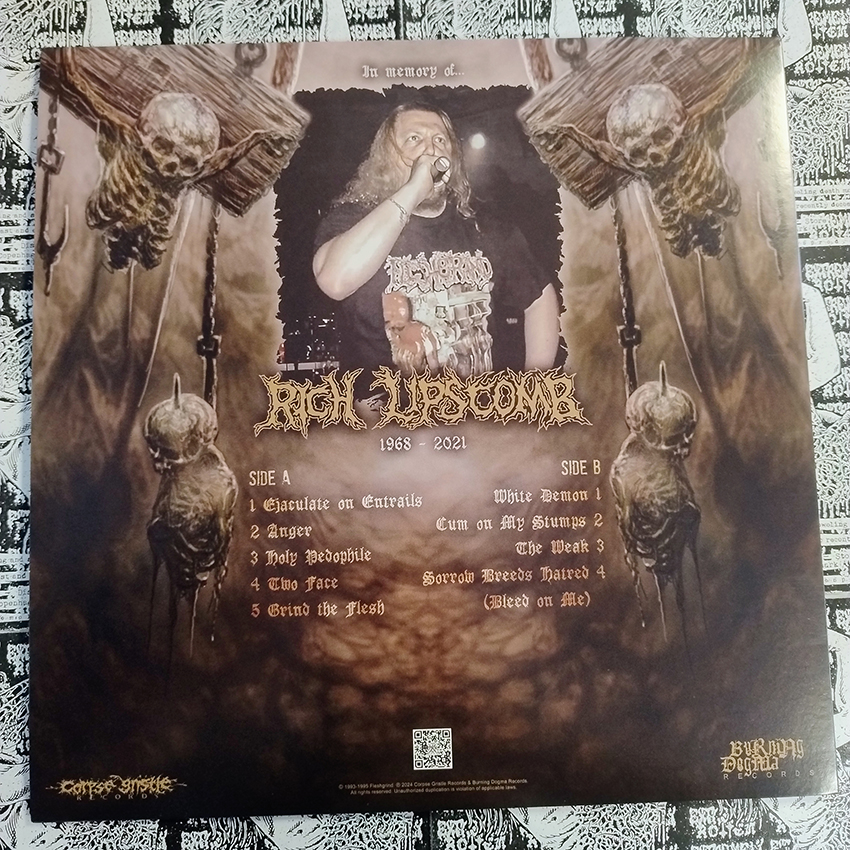 In memory of...
FLESHGRIND
RICH LIPSCOMB
1968 - 2021
SIDE A
1 Ejaculate on Entrails
2 Anger
3 Holy Pedophile
4 Two Face
5 Grind the Flesh
SIDE B
White Demon 1
Cum on My Stumps 2
The Weak 3
Sorrow Breeds Hatred 4
(Bleed on Me)
Corpse Gristle
RECORDS
© 1993-1995 Fleshgrind. © 2024 Corpse Gristle Records & Burning Dogma Records.
All rights reserved. Unauthorized duplication is violation of applicable laws.
Burning
Dogma
RECORDS